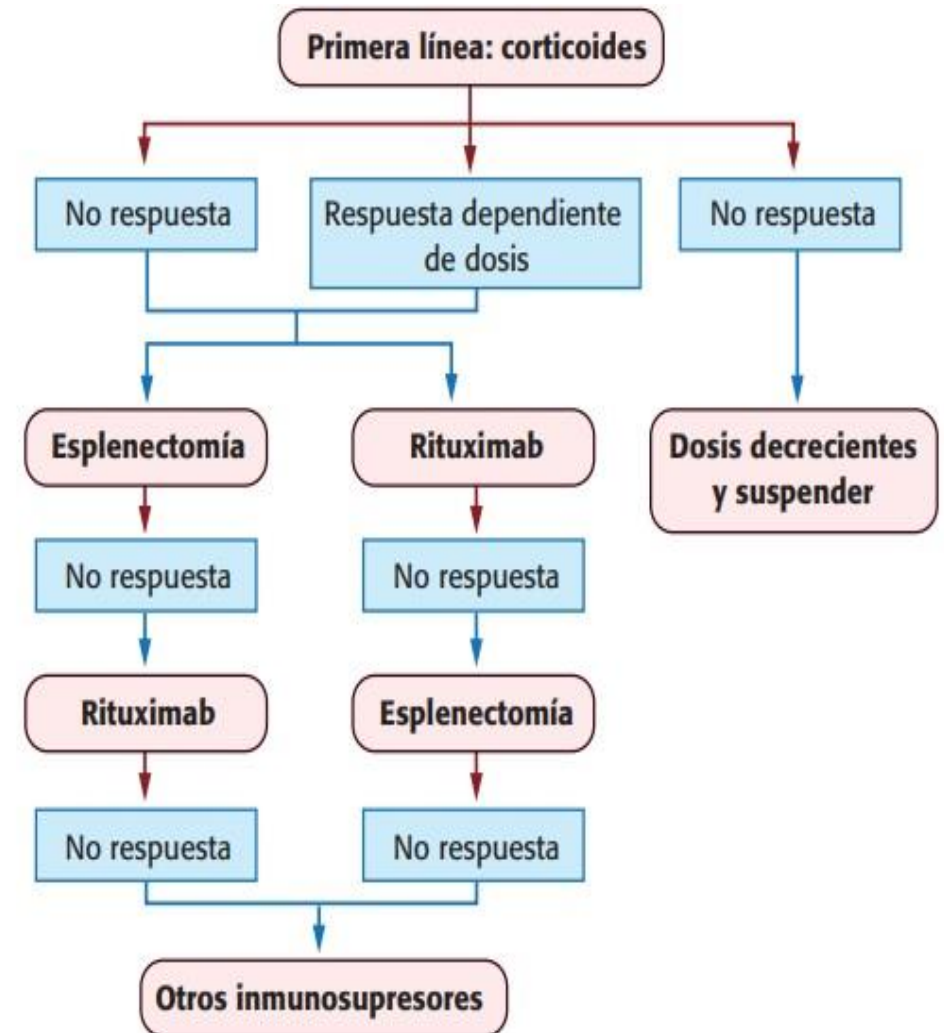 Primera línea: corticoides
No respuesta
Respuesta dependiente
de dosis
No respuesta
Esplenectomía
Rituximab
Dosis decrecientes
y suspender
No respuesta
No respuesta
Rituximab
Esplenectomía
No respuesta
No respuesta
Otros inmunosupresores